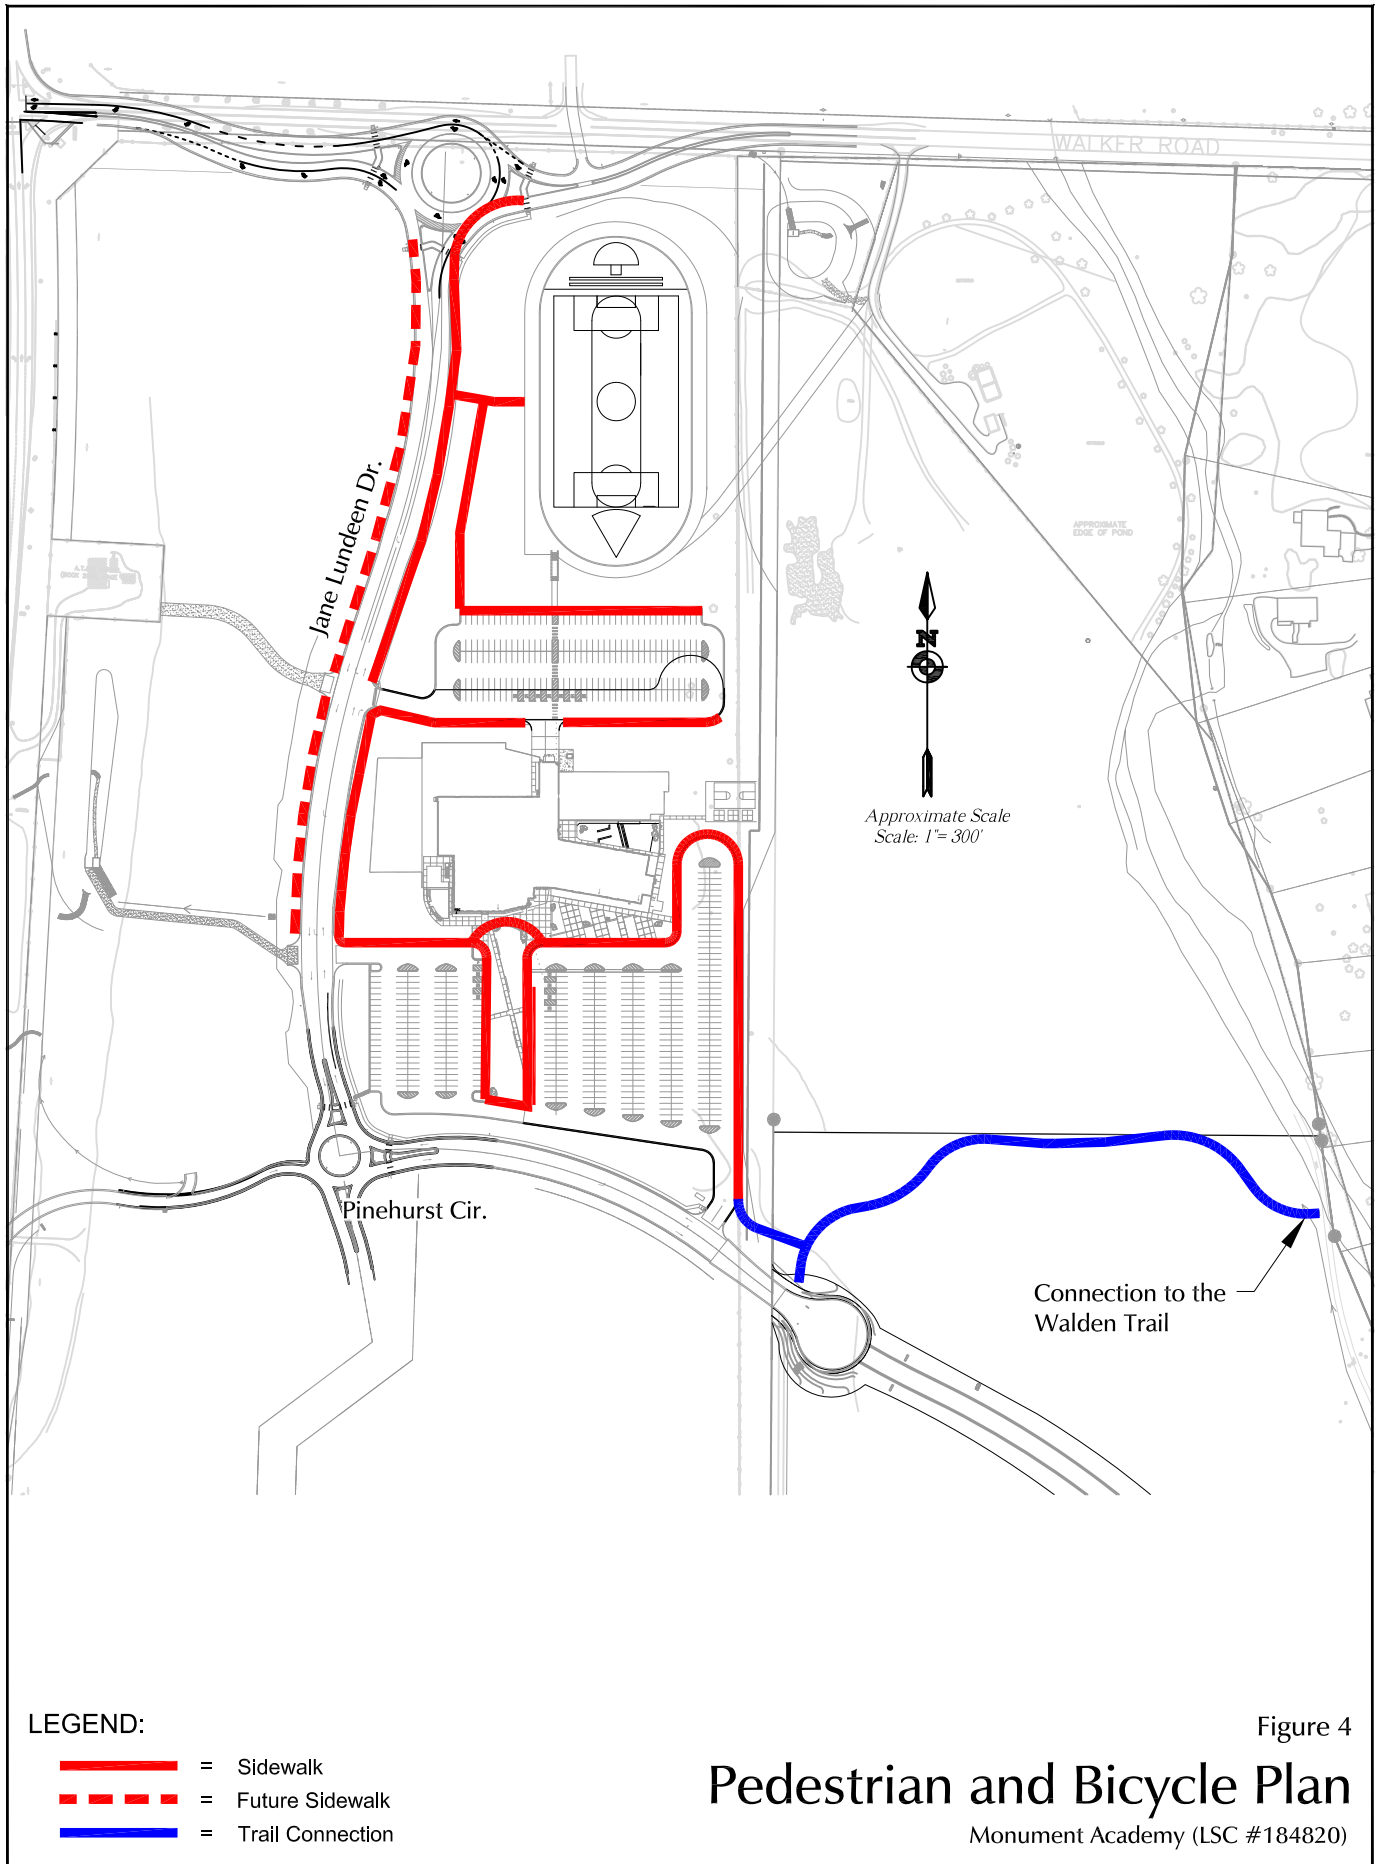 WALKER ROAD
Jane Lundeen Dr.
APPROXIMATE
EDGE OF POND
N
Approximate Scale
Scale: 1"= 300'
Pinehurst Cir.
Connection to the
Walden Trail
LEGEND:
= Sidewalk
= Future Sidewalk
= Trail Connection
Figure 4
Pedestrian and Bicycle Plan
Monument Academy (LSC #184820)